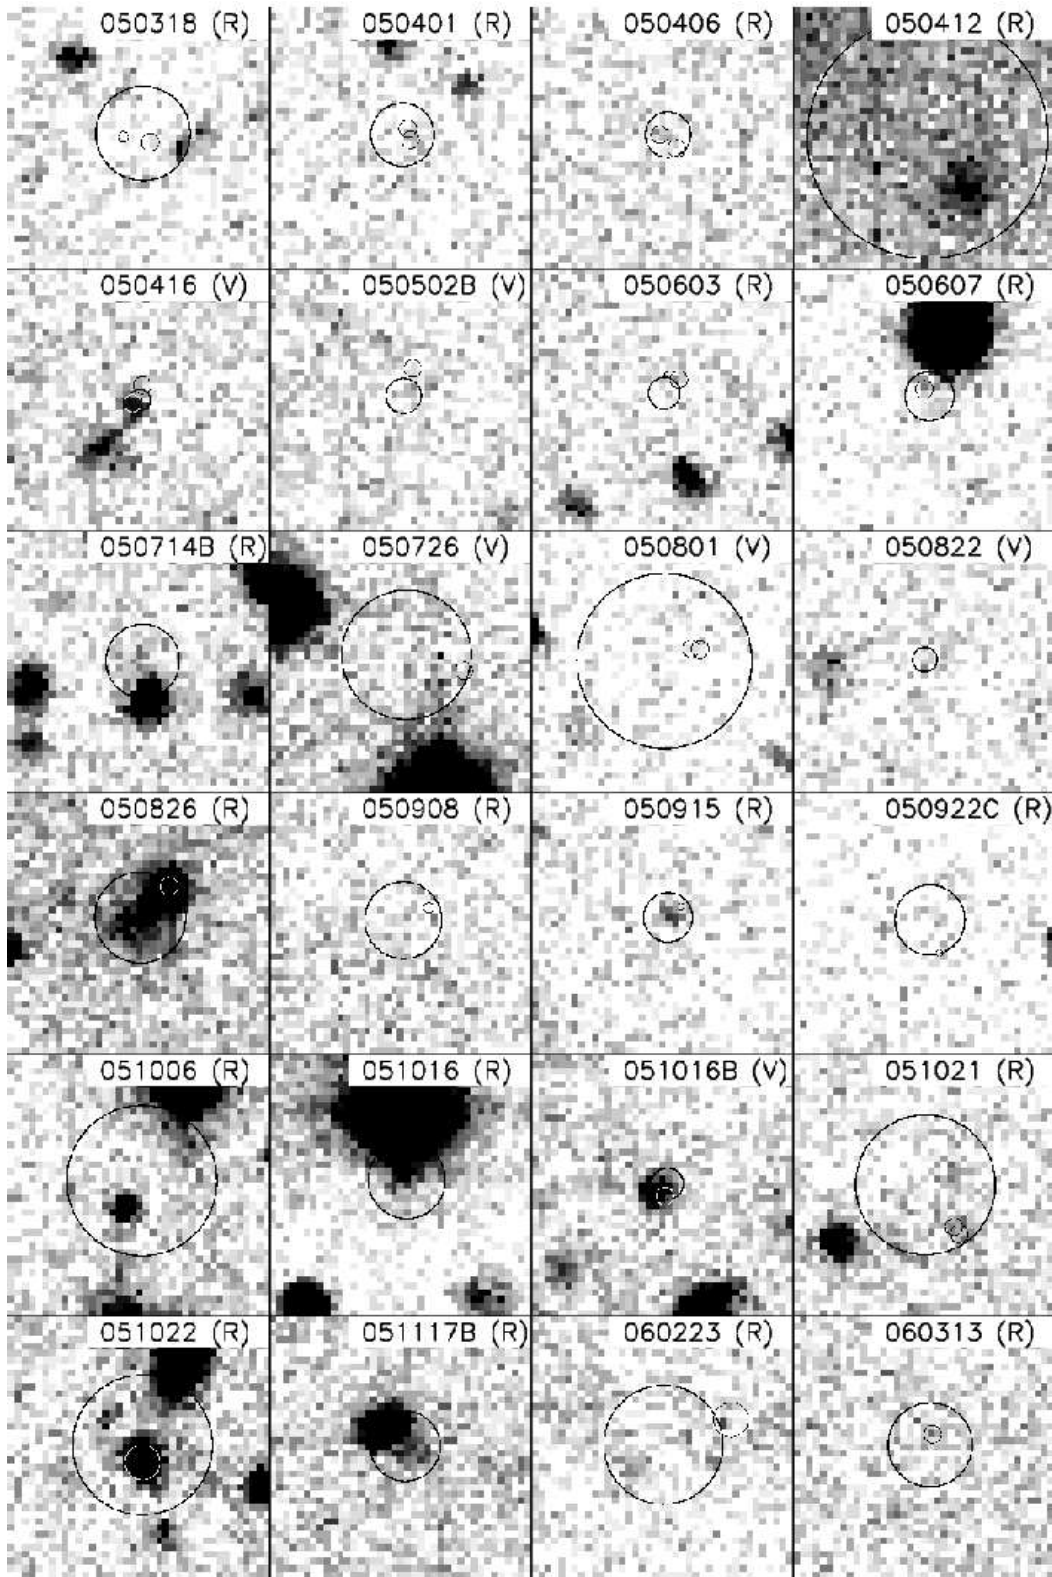 050318 (R)
050401 (R)
050406 (R)
050412 (R)
050416 (V)
050502B (V)
050603 (R)
050607 (R)
050714B (R)
050726 (V)
050801 (V)
050822 (V)
050826 (R)
050908 (R)
050915 (R)
050922C (R)
051006 (R)
051016 (R)
051016B (V)
051021 (R)
051022 (R)
051117B (R)
060223 (R)
060313 (R)